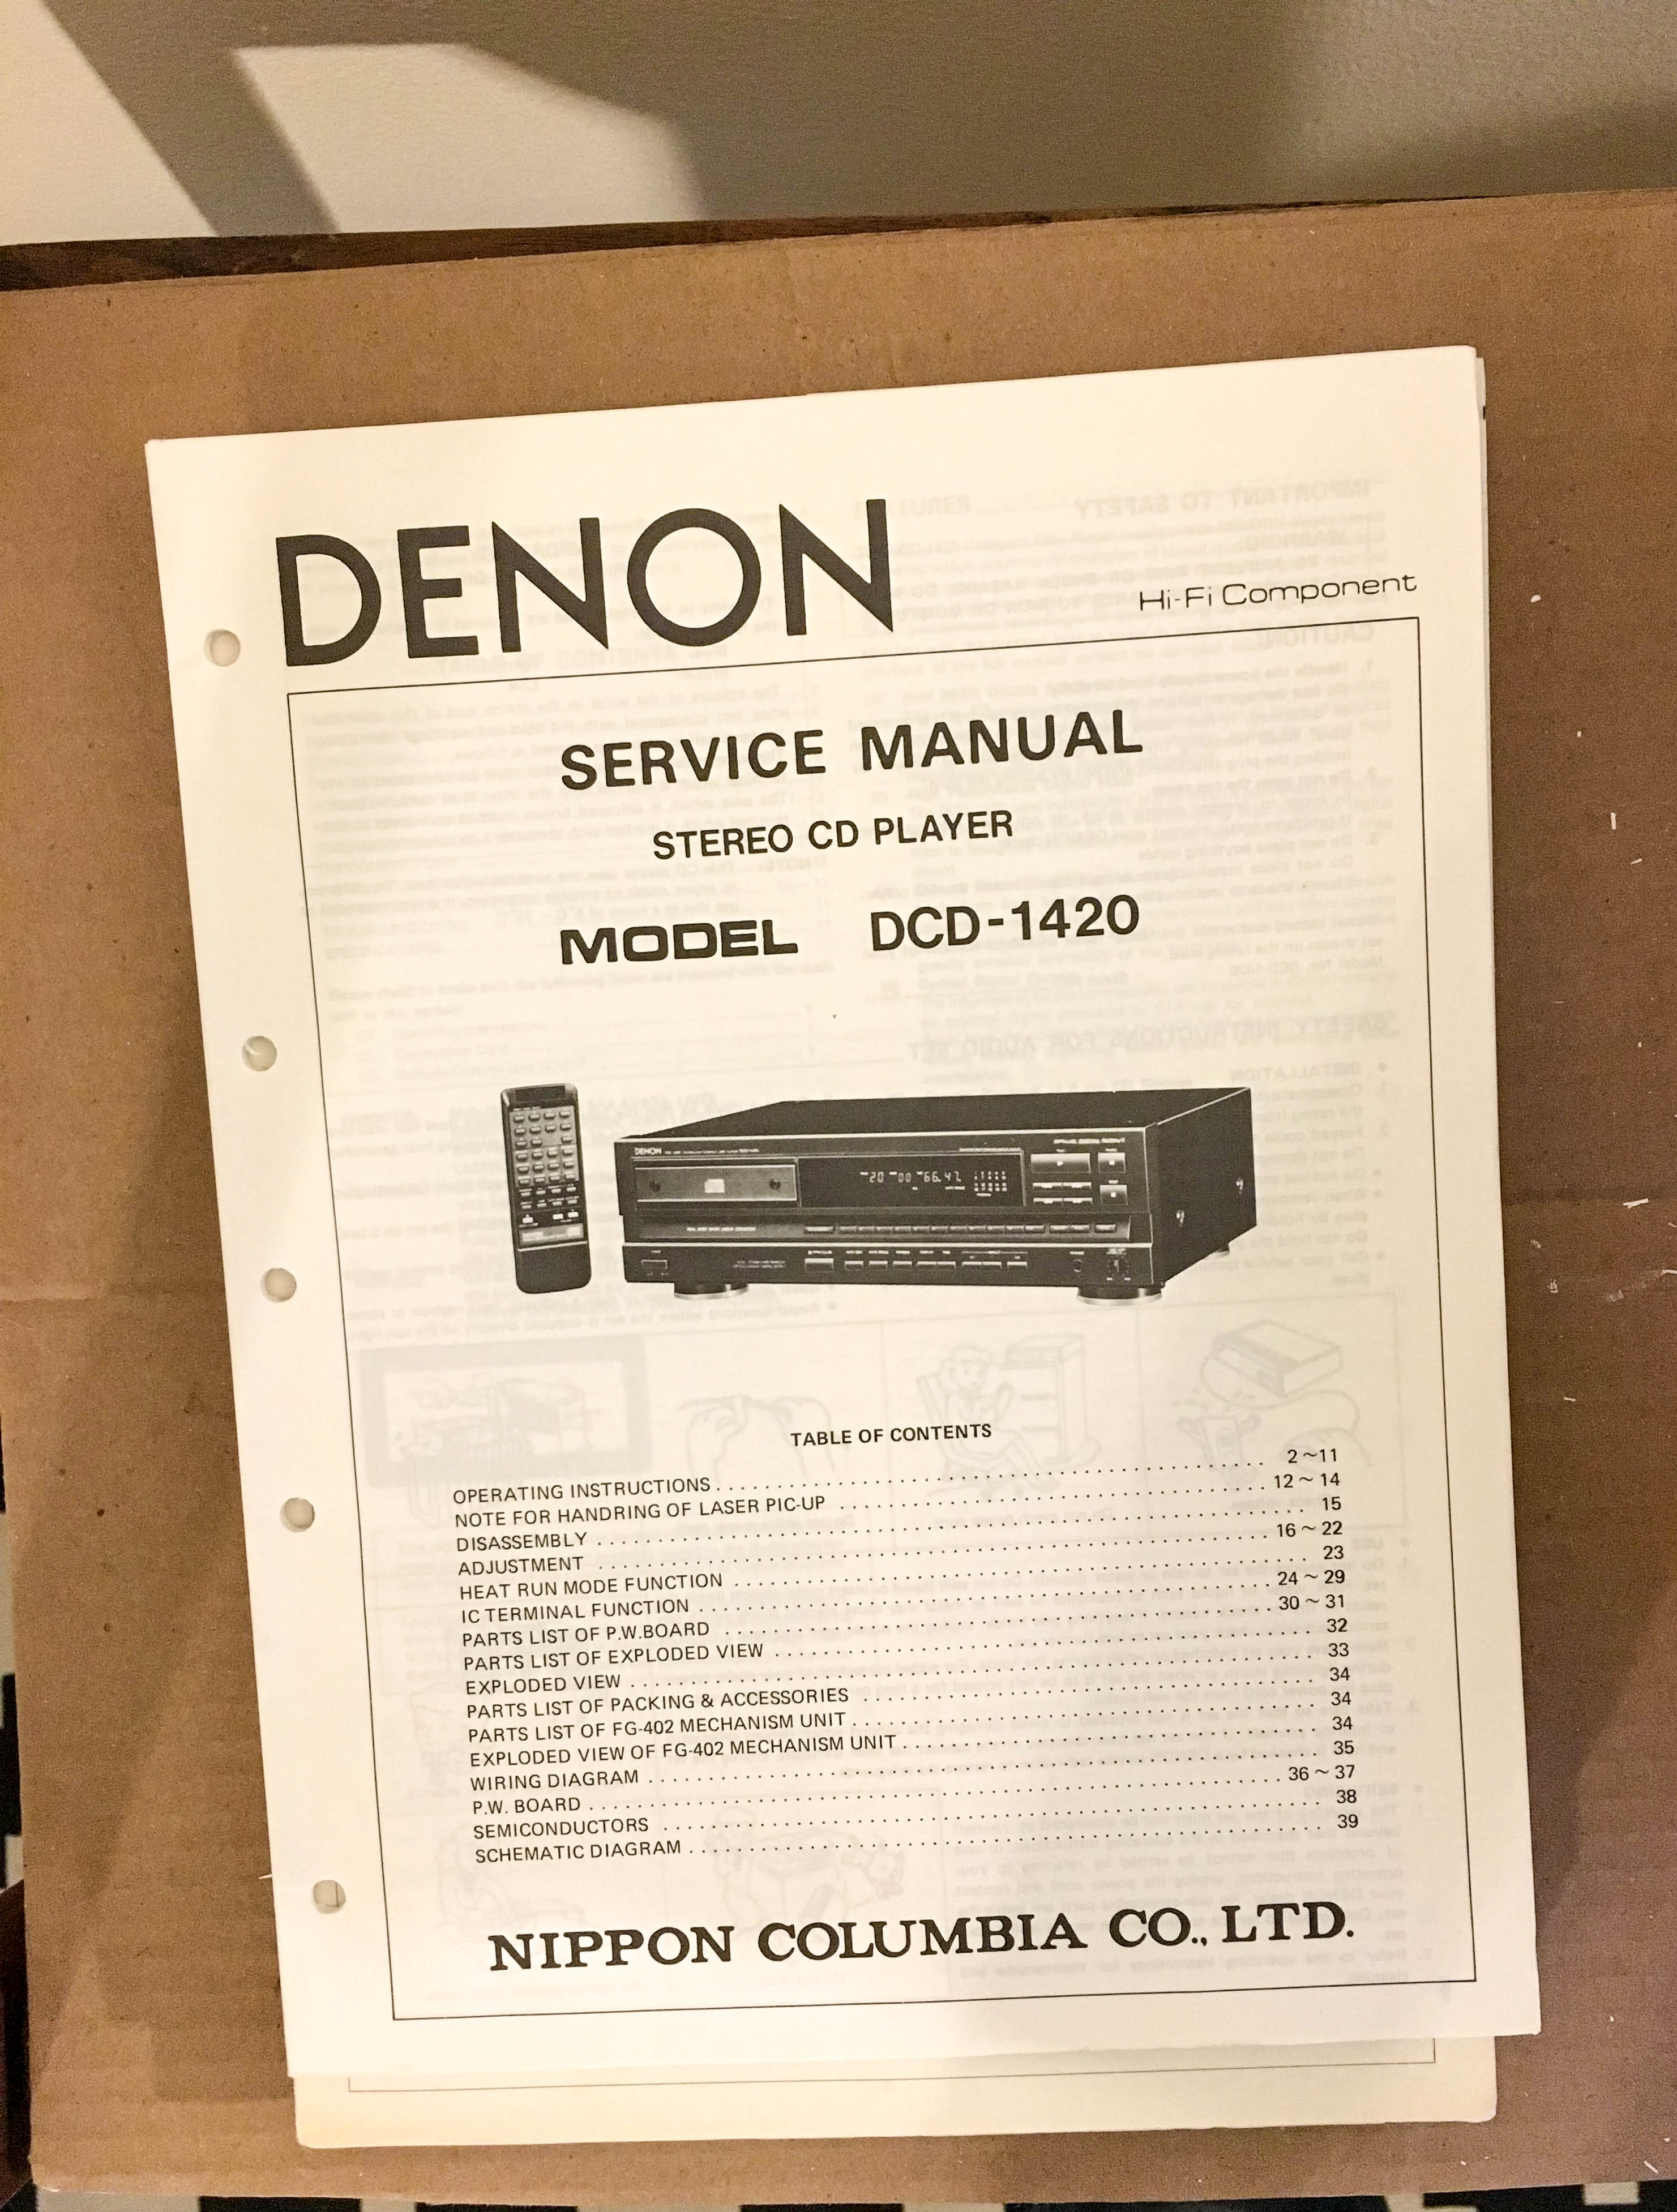 DENON
Hi-Fi Component
SERVICE MANUAL
STEREO CD PLAYER
MODEL DCD-1420
DENON
-20 -00 -66.47
TABLE OF CONTENTS
OPERATING INSTRUCTIONS . . . . . . . . . . 2 ~ 11
NOTE FOR HANDRING OF LASER PIC-UP . . . . . . . . . . 12 ~ 14
DISASSEMBLY . . . . . . . . . . 15
ADJUSTMENT . . . . . . . . . . 16 ~ 22
HEAT RUN MODE FUNCTION . . . . . . . . . . 23
IC TERMINAL FUNCTION . . . . . . . . . . 24 ~ 29
PARTS LIST OF P.W.BOARD . . . . . . . . . . 30 ~ 31
PARTS LIST OF EXPLODED VIEW . . . . . . . . . . 32
EXPLODED VIEW . . . . . . . . . . 33
PARTS LIST OF PACKING & ACCESSORIES . . . . . . . . . . 34
PARTS LIST OF FG-402 MECHANISM UNIT . . . . . . . . . . 34
EXPLODED VIEW OF FG-402 MECHANISM UNIT . . . . . . . . . . 34
WIRING DIAGRAM . . . . . . . . . . 35
P.W. BOARD . . . . . . . . . . 36 ~ 37
SEMICONDUCTORS . . . . . . . . . . 38
SCHEMATIC DIAGRAM . . . . . . . . . . 39
NIPPON COLUMBIA CO., LTD.